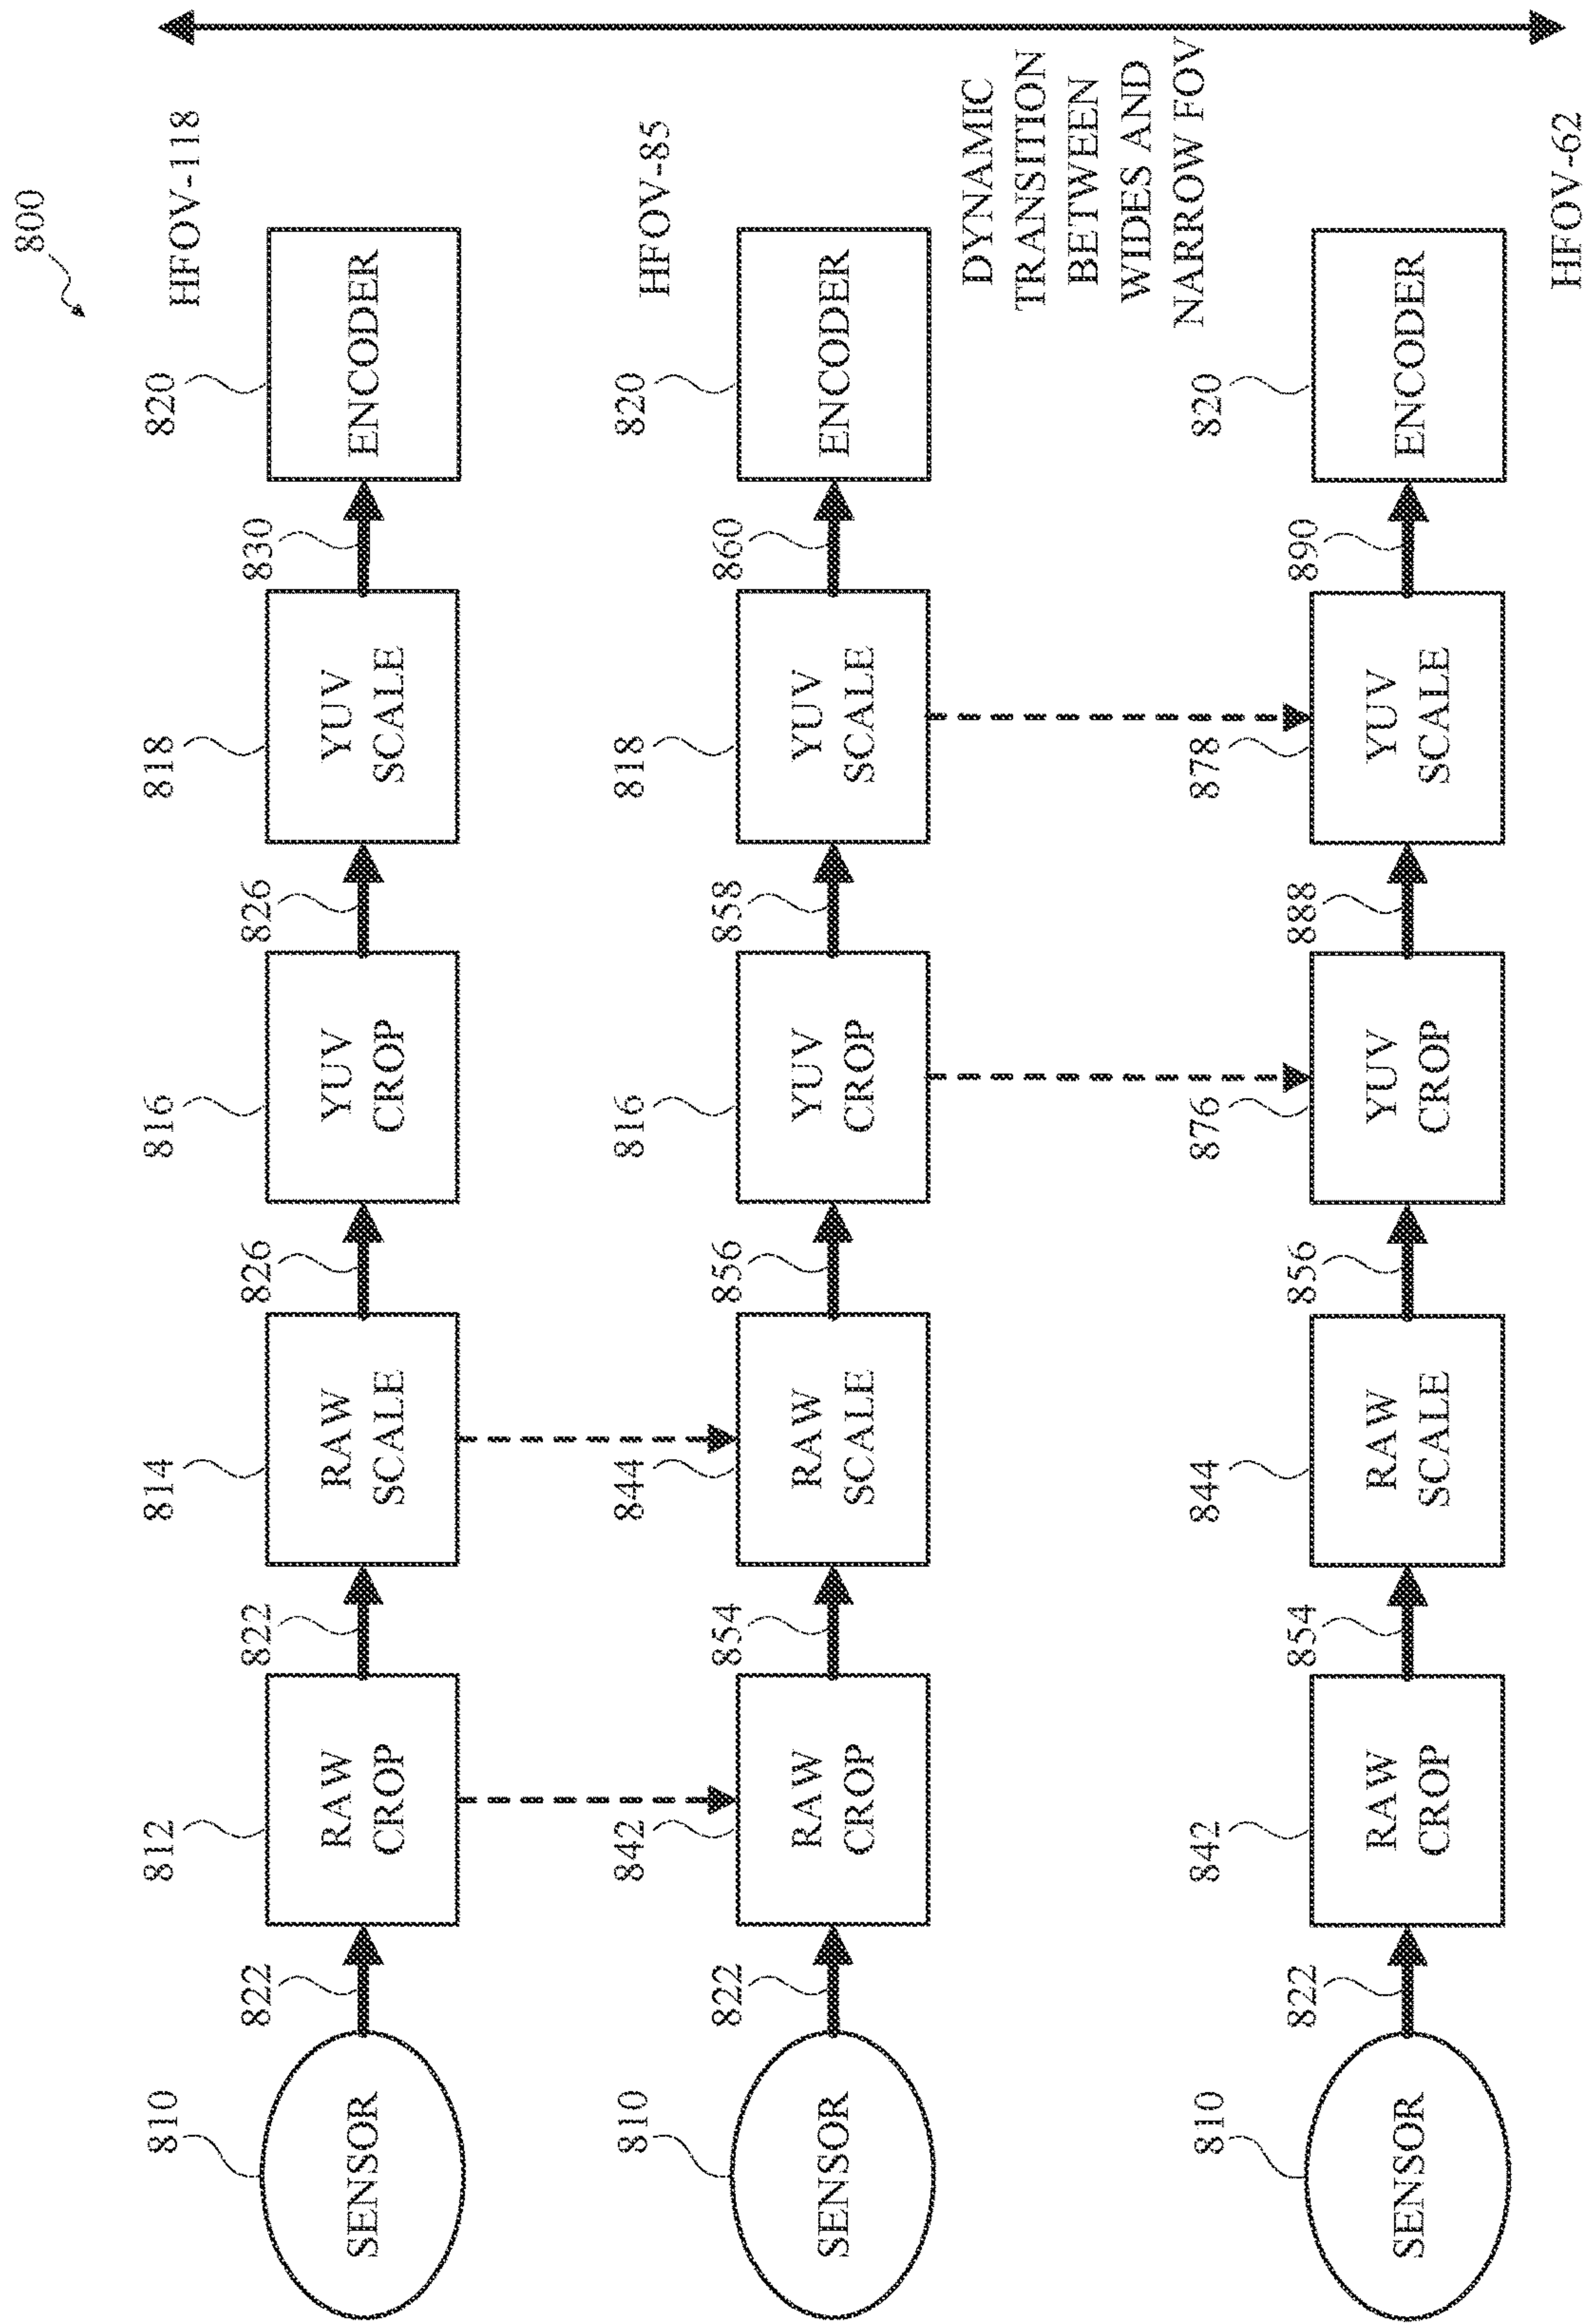 800
HFOV-118
810
SENSOR
822
812
RAW
CROP
822
814
RAW
SCALE
826
816
YUV
CROP
826
818
YUV
SCALE
830
820
ENCODER
HFOV-85
810
SENSOR
822
842
RAW
CROP
854
844
RAW
SCALE
856
816
YUV
CROP
858
818
YUV
SCALE
860
820
ENCODER
DYNAMIC
TRANSITION
BETWEEN
WIDES AND
NARROW FOV
810
SENSOR
822
842
RAW
CROP
854
844
RAW
SCALE
856
876
YUV
CROP
888
878
YUV
SCALE
890
820
ENCODER
HFOV-62